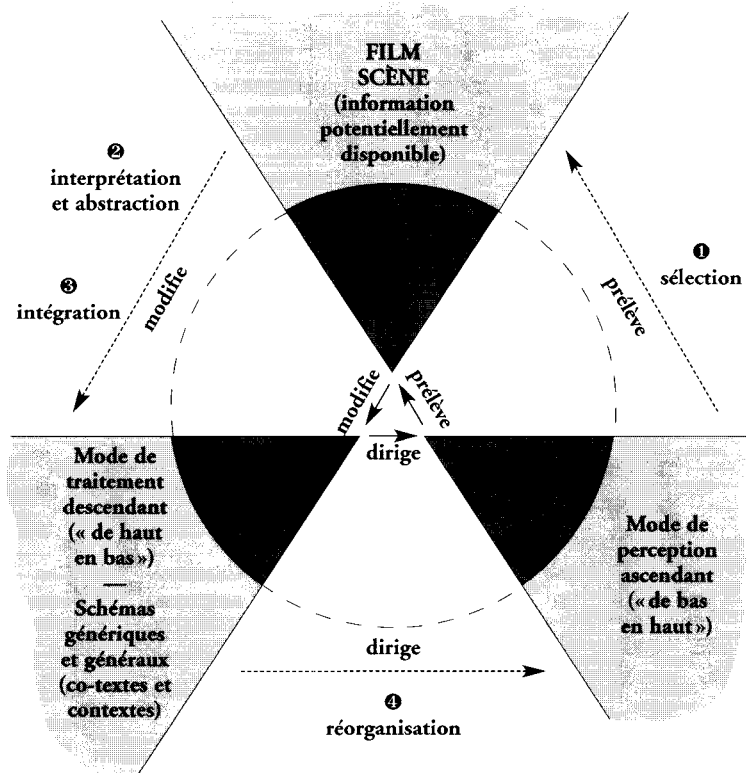 FILM
SCÈNE
(information
potentiellement
disponible)
❷
interprétation
et abstraction
❸
intégration
modifie
❶
sélection
prélève
modifie
prélève
dirige
Mode de
traitement
descendant
(« de haut
en bas »)
—
Schémas
génériques
et généraux
(co-textes et
contextes)
Mode de
perception
ascendant
(« de bas
en haut »)
dirige
❹
réorganisation